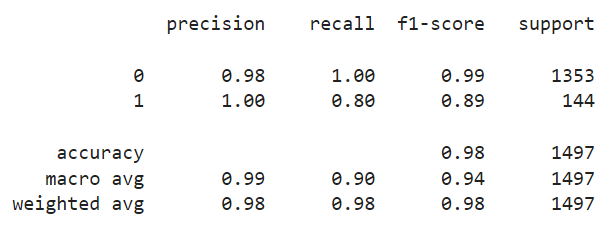 precision recall f1-score support
0 0.98 1.00 0.99 1353
1 1.00 0.80 0.89 144
accuracy 0.98 1497
macro avg 0.99 0.90 0.94 1497
weighted avg 0.98 0.98 0.98 1497